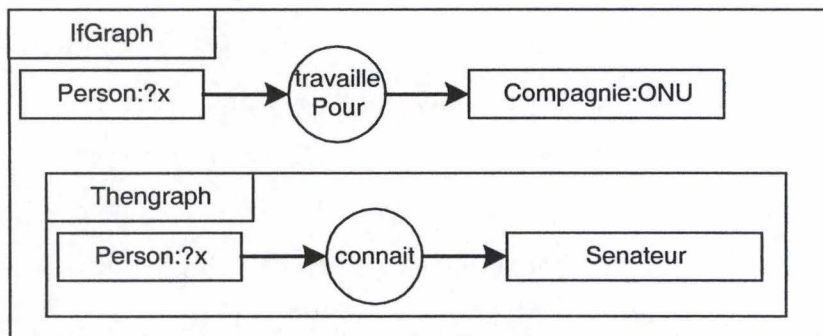 IfGraph
Person:?x
travaille
Pour
Compagnie:ONU
Thengraph
Person:?x
connait
Senateur